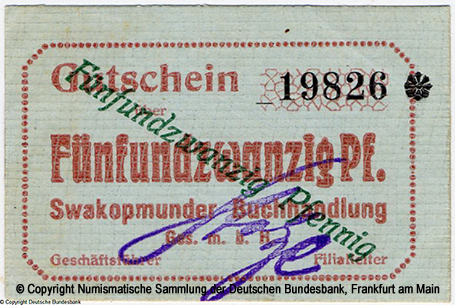 Gutschein
19826
über
Fünfundzwanzig Pf.
Fünfundzwanzig Pfennig
Swakopmunder Buchhandlung
Ges. m. b. H.
Geschäftsführer Filialleiter
© Copyright Numismatische Sammlung der Deutschen Bundesbank, Frankfurt am Main
© Copyright Deutsche Bundesbank